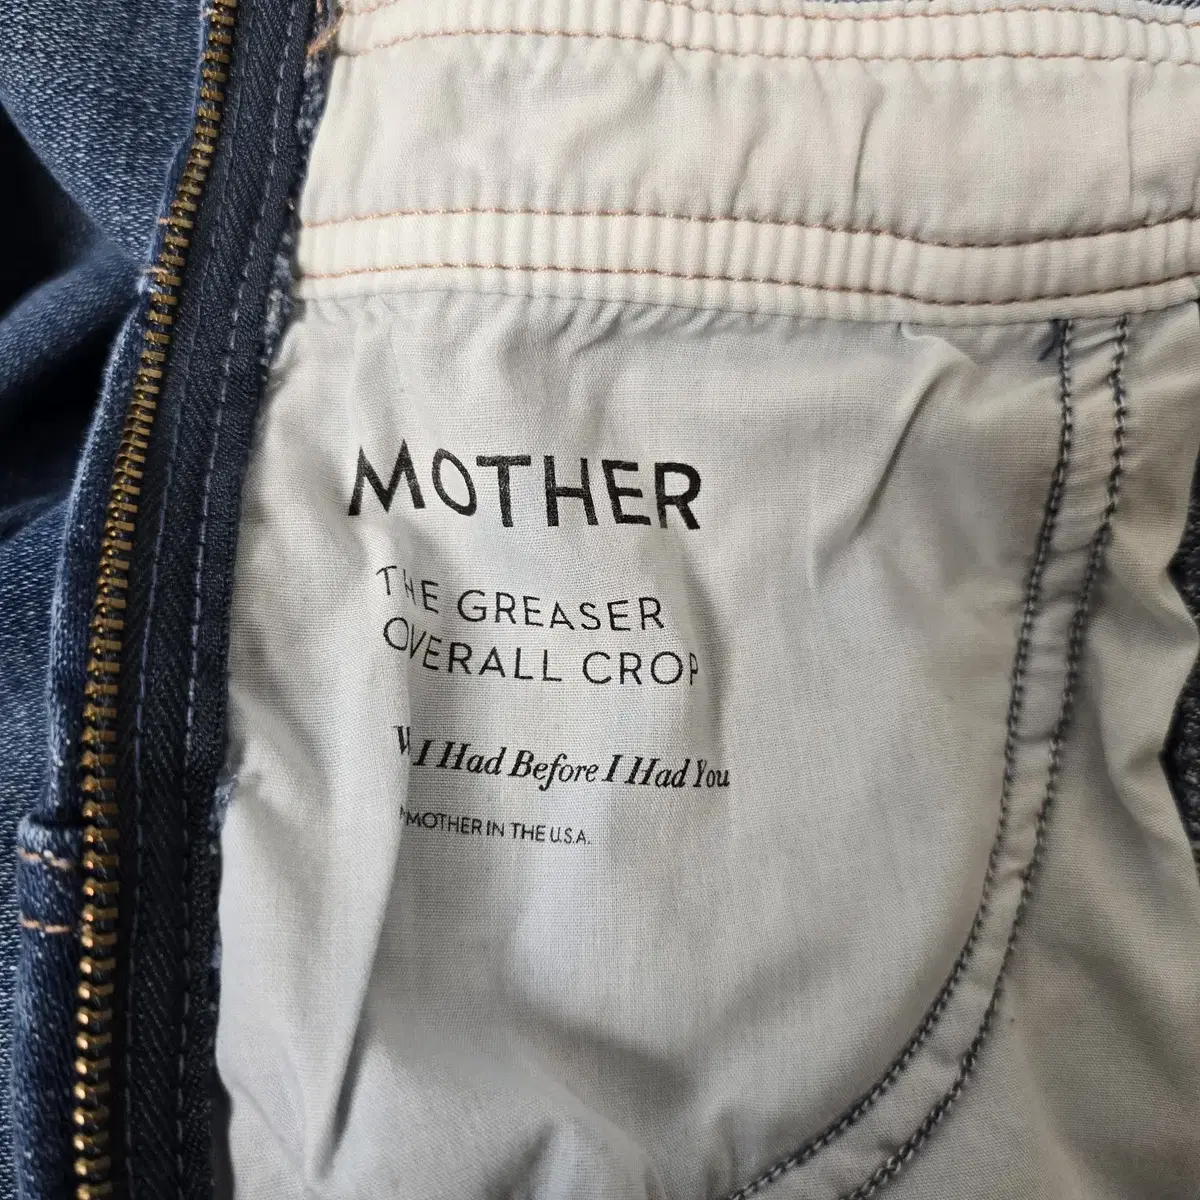 MOTHER
THE GREASER
OVERALL CROP
I Had Before I Had You
MOTHER IN THE U.S.A.